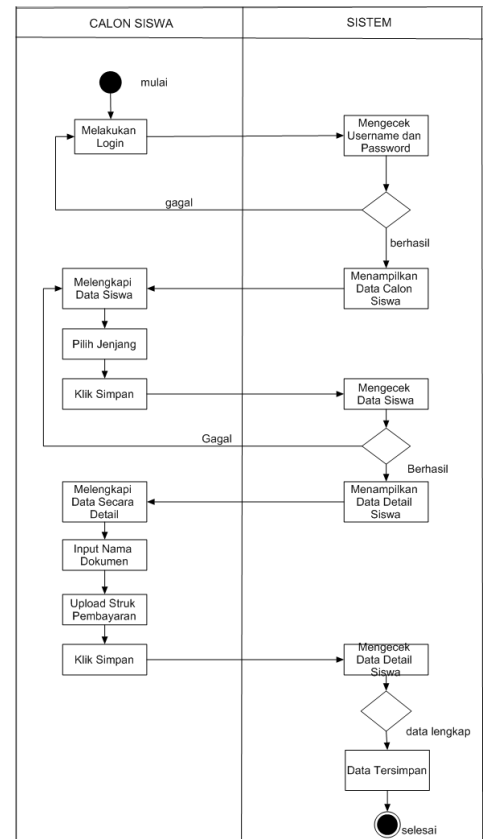 CALON SISWA
SISTEM
mulai
Melakukan
Login
Mengecek
Username dan
Password
gagal
berhasil
Melengkapi
Data Siswa
Menampilkan
Data Calon
Siswa
Pilih Jenjang
Klik Simpan
Mengecek
Data Siswa
Gagal
Berhasil
Melengkapi
Data Secara
Detail
Menampilkan
Data Detail
Siswa
Input Nama
Dokumen
Upload Struk
Pembayaran
Klik Simpan
Mengecek
Data Detail
Siswa
data lengkap
Data Tersimpan
selesai